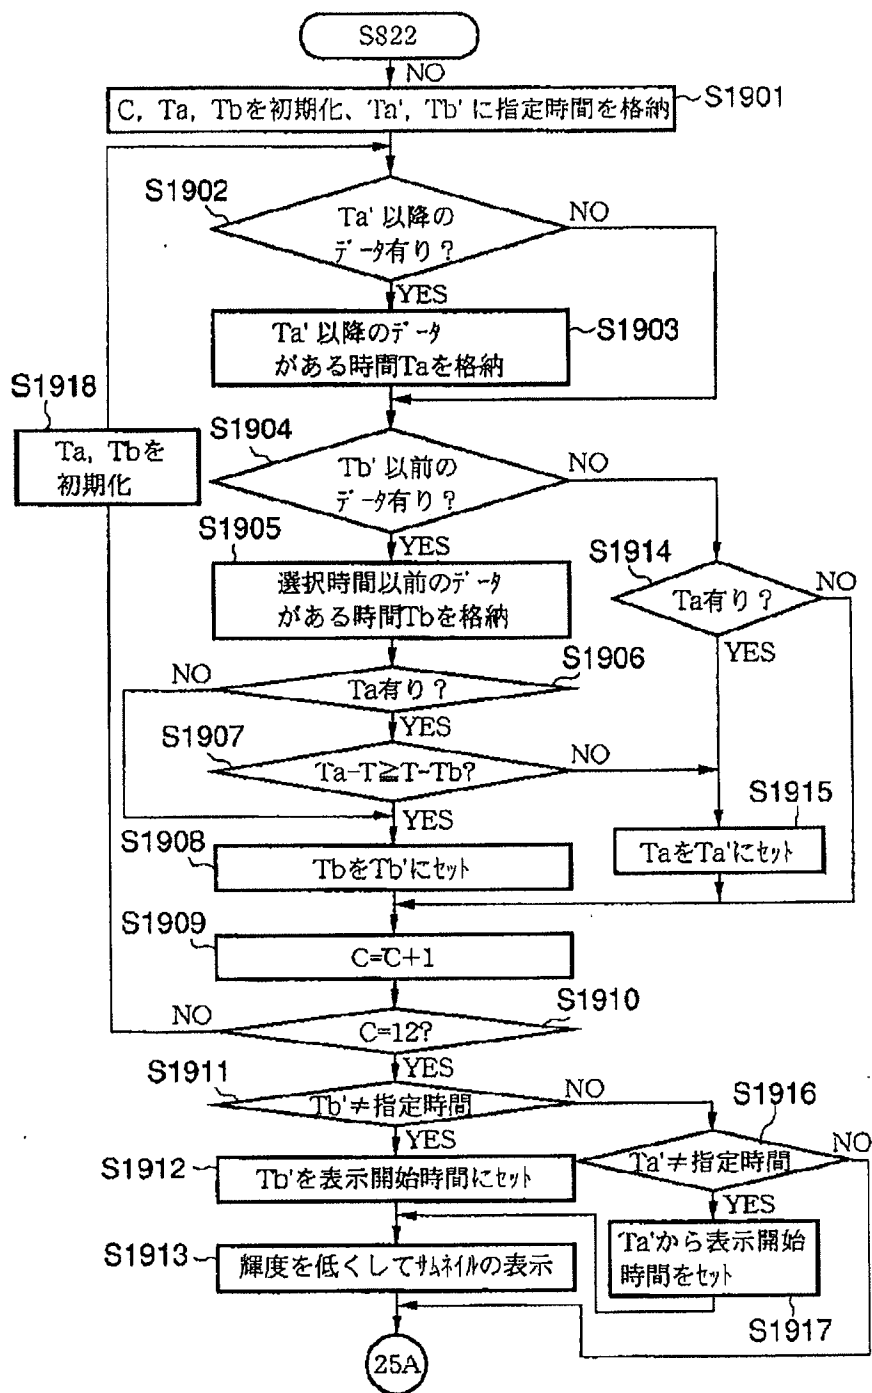 S822
NO
C, Ta, Tbを初期化、Ta', Tb' に指定時間を格納
S1901
S1902
Ta' 以降の
データ有り？
NO
YES
Ta' 以降のデータ
がある時間Taを格納
S1903
S1918
Ta, Tbを
初期化
S1904
Tb' 以前の
データ有り？
NO
YES
S1905
選択時間以前のデータ
がある時間Tbを格納
S1914
Ta有り？
NO
YES
S1906
Ta有り？
NO
YES
S1907
Ta-T≧T-Tb?
NO
YES
S1915
TaをTa'にセット
S1908
TbをTb'にセット
S1909
C=C+1
S1910
C=12?
NO
YES
S1911
Tb'≠指定時間
NO
YES
S1916
Ta'≠指定時間
NO
YES
S1912
Tb'を表示開始時間にセット
S1913
輝度を低くしてサムネイルの表示
Ta'から表示開始
時間をセット
S1917
25A